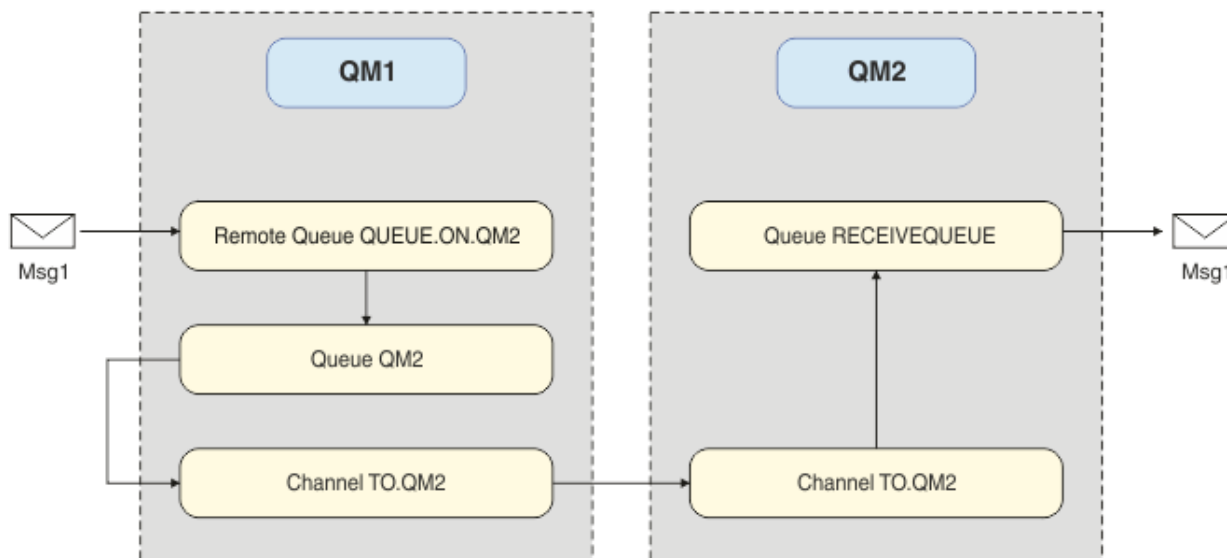 QM1
QM2
Remote Queue QUEUE.ON.QM2
Queue RECEIVEQUEUE
Msg1
Msg1
Queue QM2
Channel TO.QM2
Channel TO.QM2